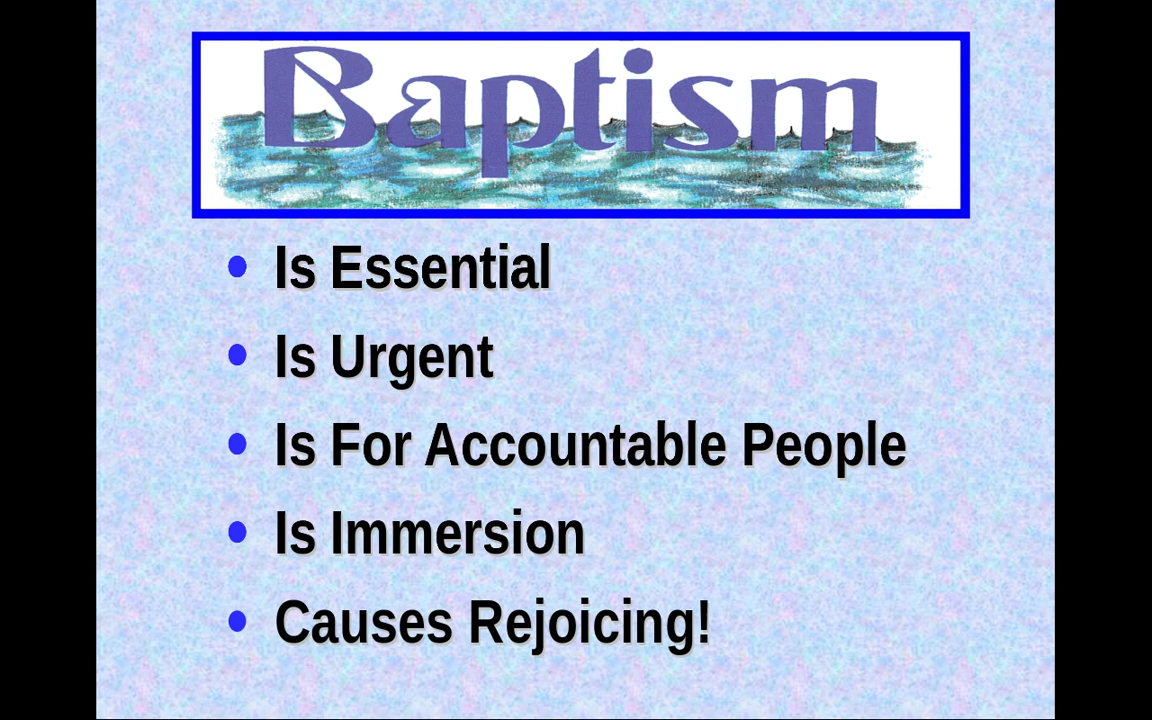 Baptism
• Is Essential
• Is Urgent
• Is For Accountable People
• Is Immersion
• Causes Rejoicing!